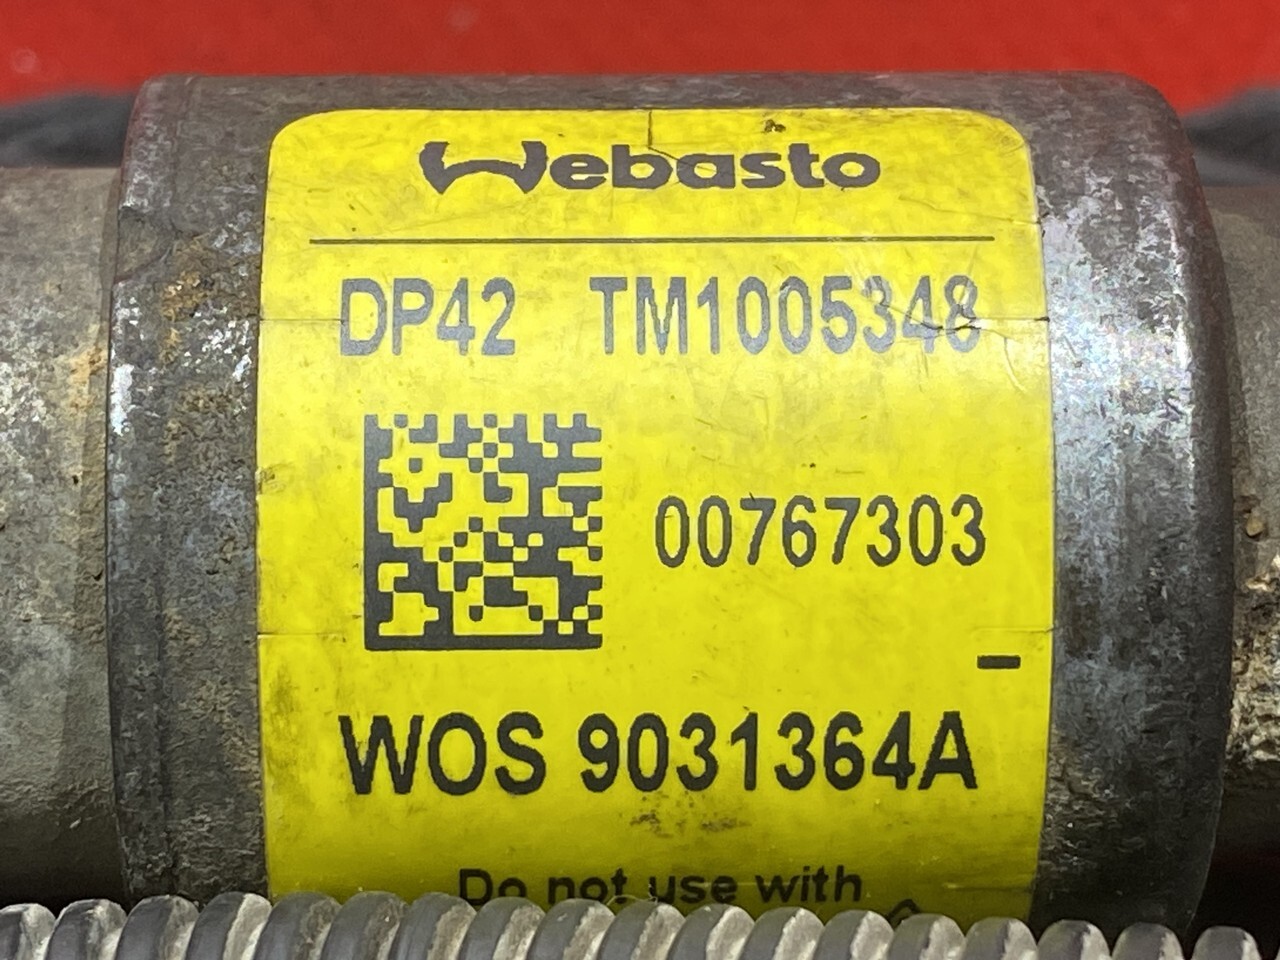 Webasto
DP42 TM1005348
00767303
-
WOS 9031364A
Do not use with